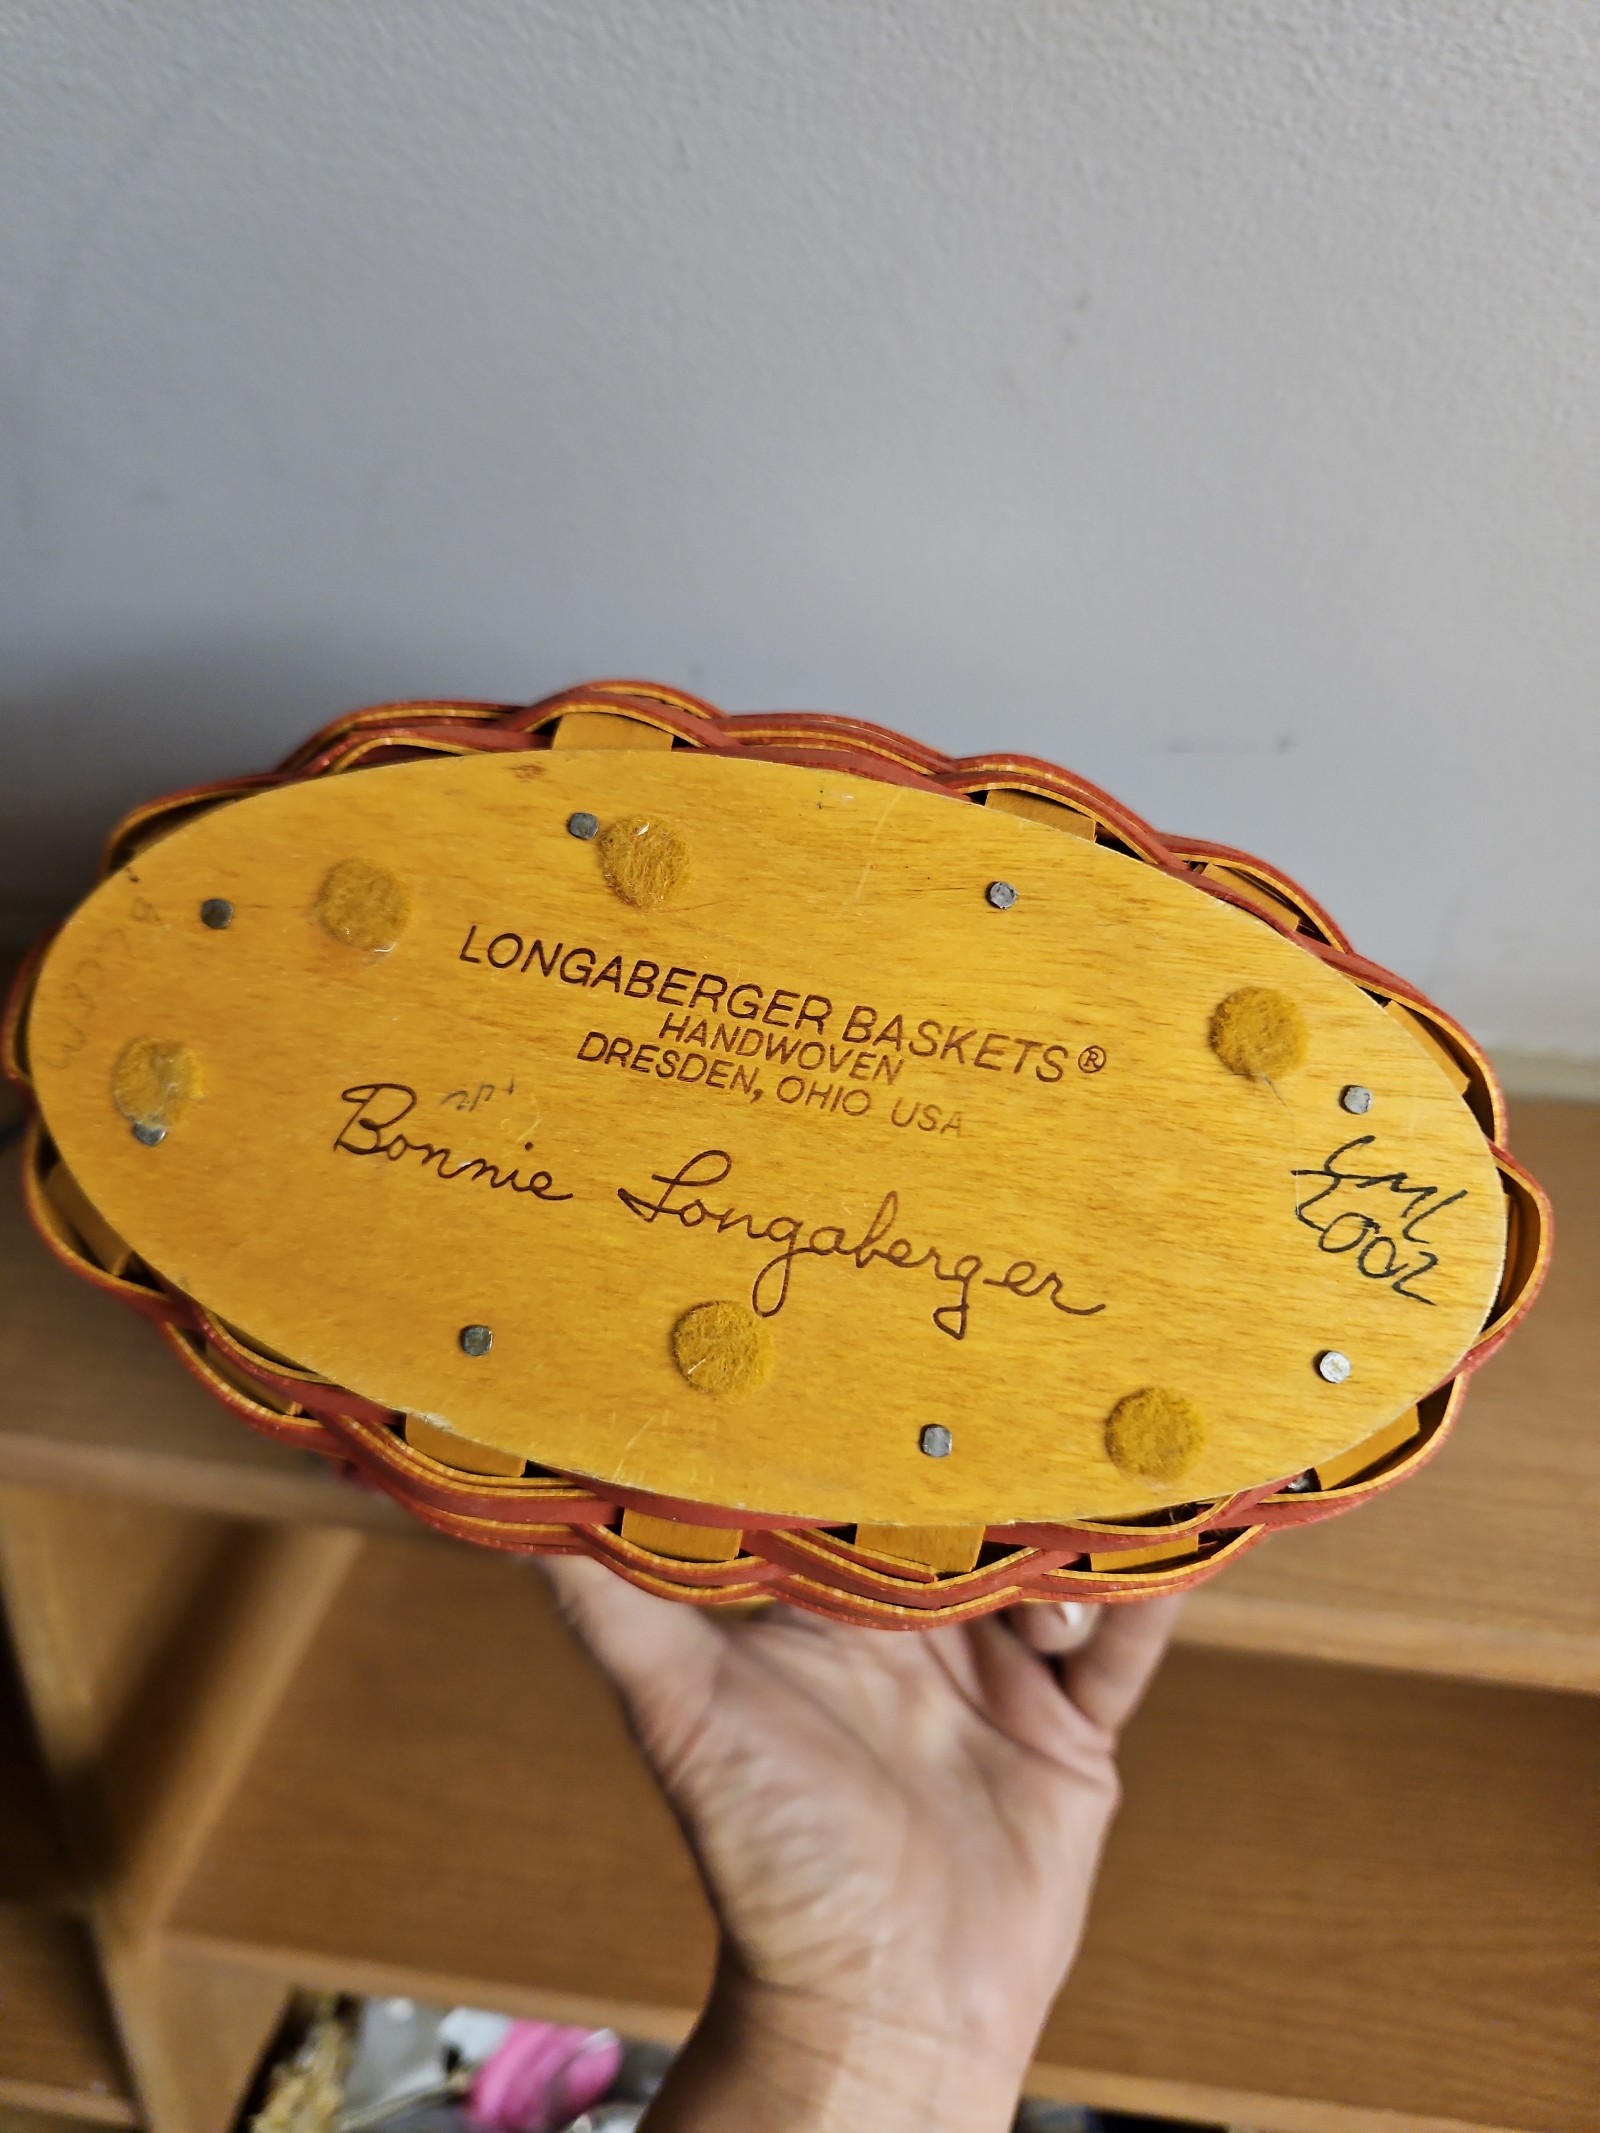 LONGABERGER BASKETS®
HANDWOVEN
DRESDEN, OHIO USA
Bonnie Longaberger
2002